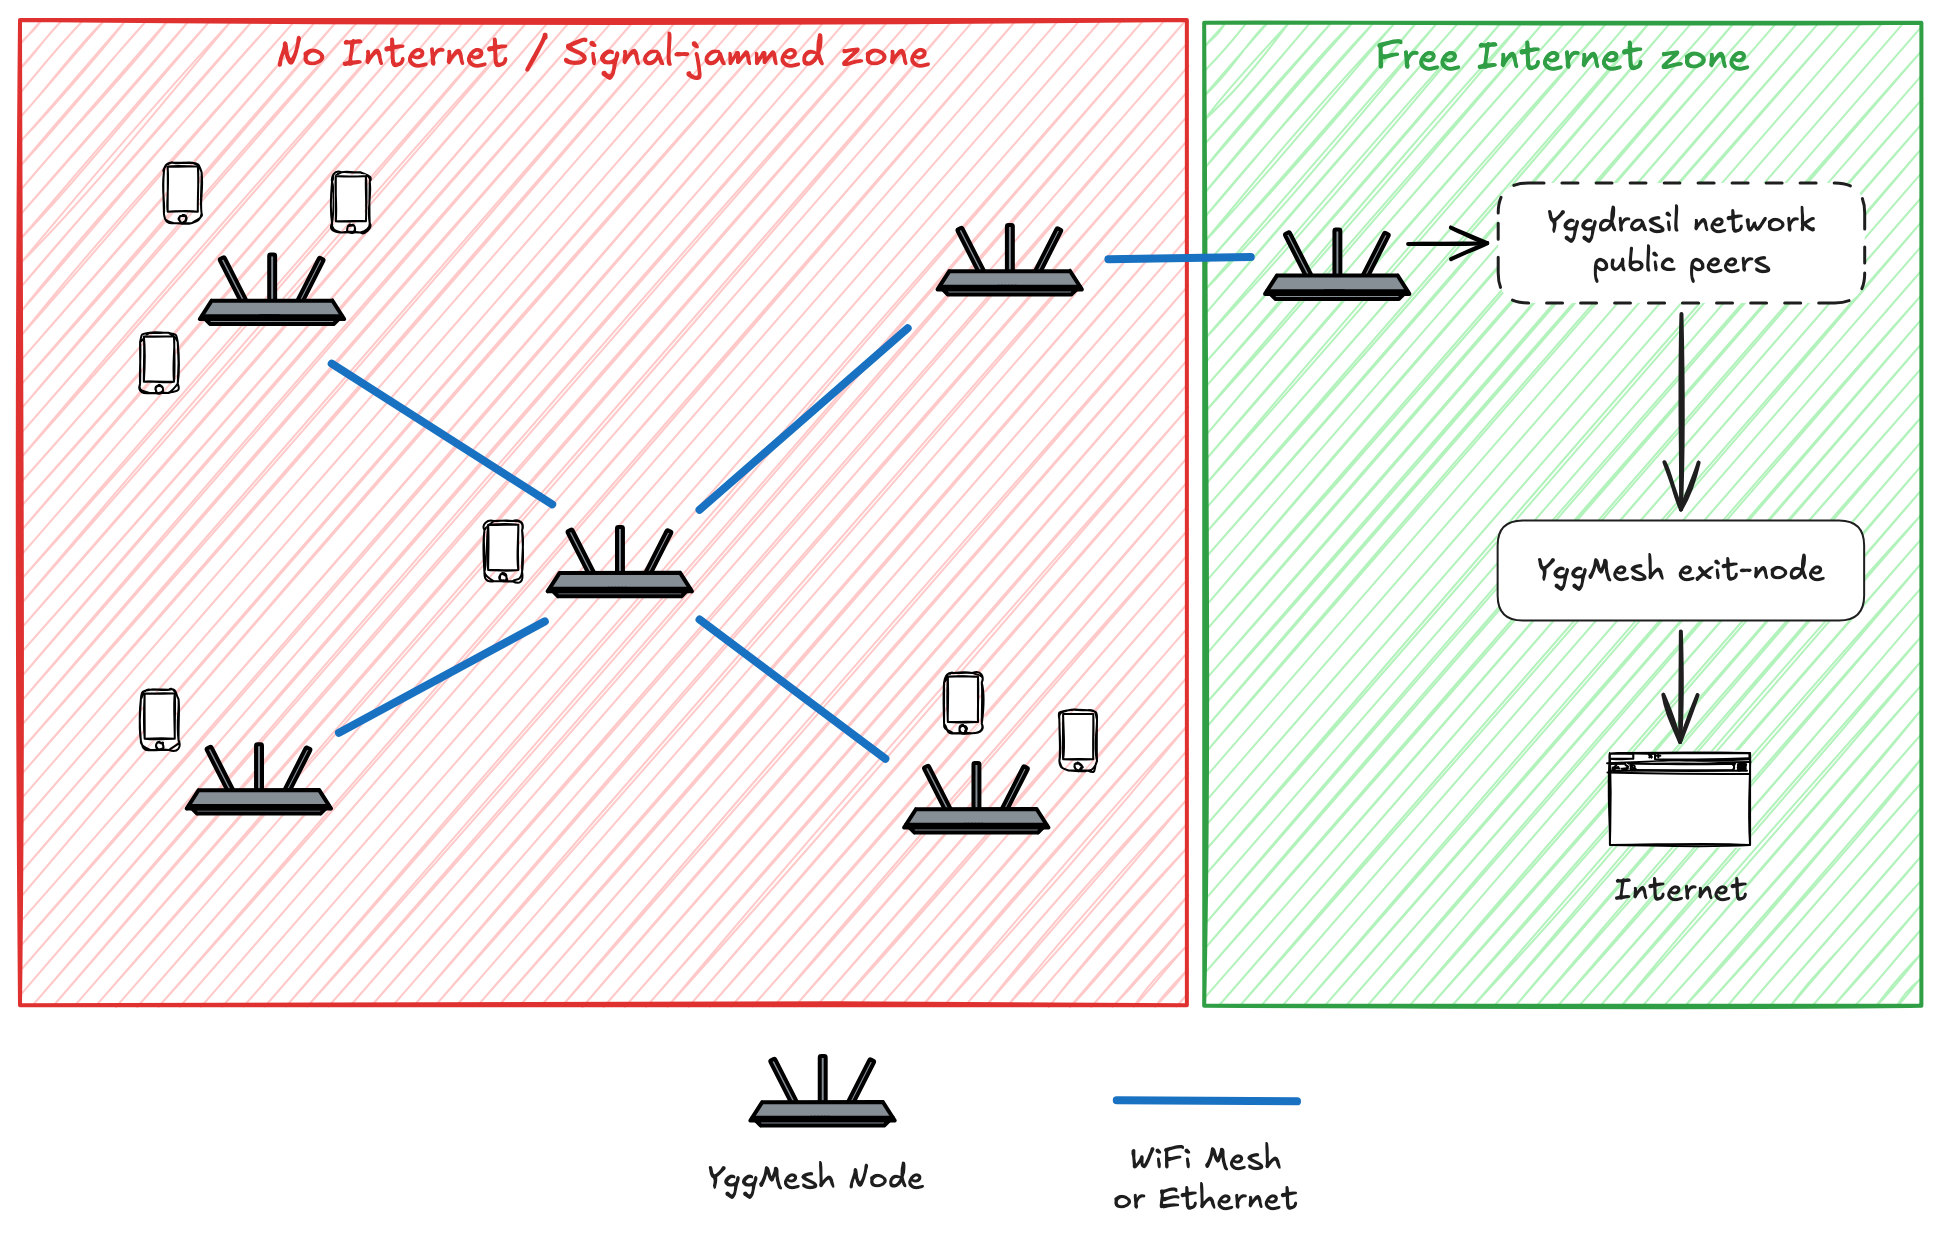 No Internet / Signal-jammed zone
Free Internet zone
Yggdrasil network
public peers
YggMesh exit-node
Internet
YggMesh Node
WiFi Mesh
or Ethernet